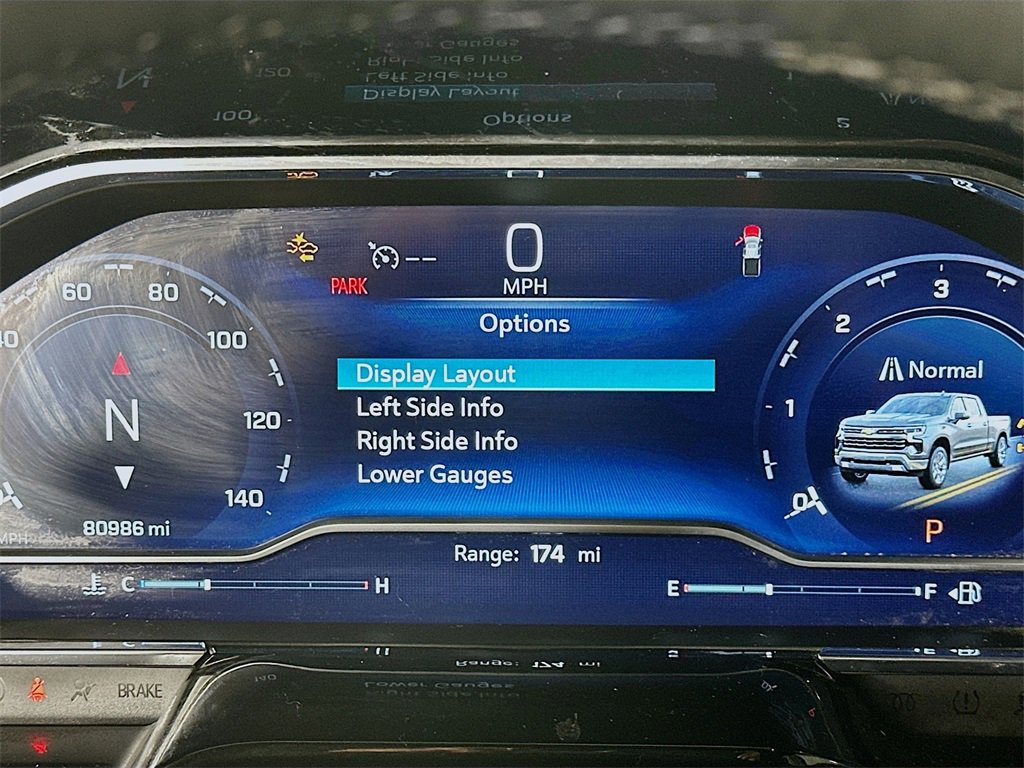 0
MPH
PARK
--
Options
Display Layout
Left Side Info
Right Side Info
Lower Gauges
60
80
100
120
140
N
80986 mi
MPH
3
2
1
0
Normal
P
Range: 174 mi
C
H
E
F
BRAKE